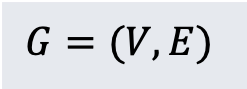 G = (V, E)